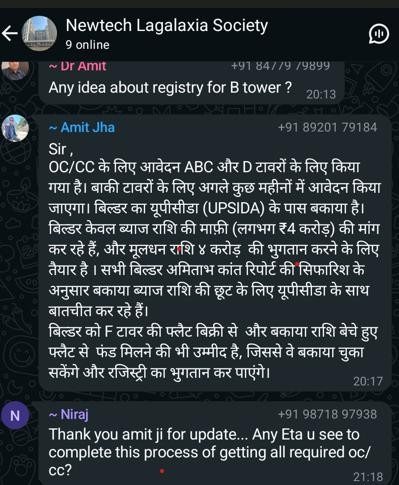 Newtech Lagalaxia Society
9 online
~ Dr Amit +91 84779 79899
Any idea about registry for B tower ?
20:13
~ Amit Jha +91 89201 79184
Sir ,
OC/CC के लिए आवेदन ABC और D टावरों के लिए किया
गया है। बाकी टावरों के लिए अगले कुछ महीनों में आवेदन किया
जाएगा। बिल्डर का यूपीसीडा (UPSIDA) के पास बकाया है।
बिल्डर केवल ब्याज राशि की माफ़ी (लगभग ₹4 करोड़) की मांग
कर रहे हैं, और मूलधन राशि ४ करोड़ की भुगतान करने के लिए
तैयार है । सभी बिल्डर अमिताभ कांत रिपोर्ट की सिफारिश के
अनुसार बकाया ब्याज राशि की छूट के लिए यूपीसीडा के साथ
बातचीत कर रहे हैं।
बिल्डर को F टावर की फ्लैट बिक्री से और बकाया राशि बेचे हुए
फ्लैट से फंड मिलने की भी उम्मीद है, जिससे वे बकाया चुका
सकेंगे और रजिस्ट्री का भुगतान कर पाएंगे।
20:17
N
~ Niraj +91 98718 97938
Thank you amit ji for update... Any Eta u see to
complete this process of getting all required oc/
cc?
21:18